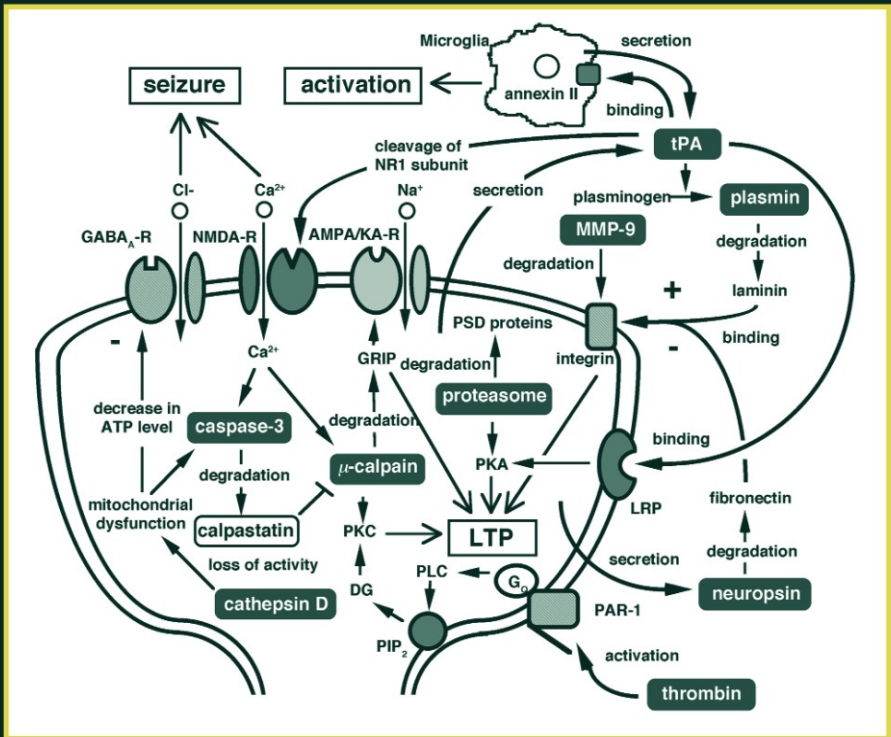 Microglia
secretion
seizure
activation
annexin II
binding
cleavage of
NR1 subunit
tPA
Cl-
Ca²⁺
Na⁺
secretion
plasminogen
plasmin
GABA_A-R
NMDA-R
AMPA/KA-R
MMP-9
degradation
degradation
laminin
+
-
-
binding
PSD proteins
integrin
Ca²⁺
GRIP
degradation
decrease in
ATP level
caspase-3
degradation
proteasome
degradation
μ-calpain
PKA
binding
LRP
mitochondrial
dysfunction
calpastatin
PKC
LTP
fibronectin
degradation
loss of activity
PLC
G_Q
secretion
neuropsin
cathepsin D
DG
PAR-1
PIP₂
activation
thrombin